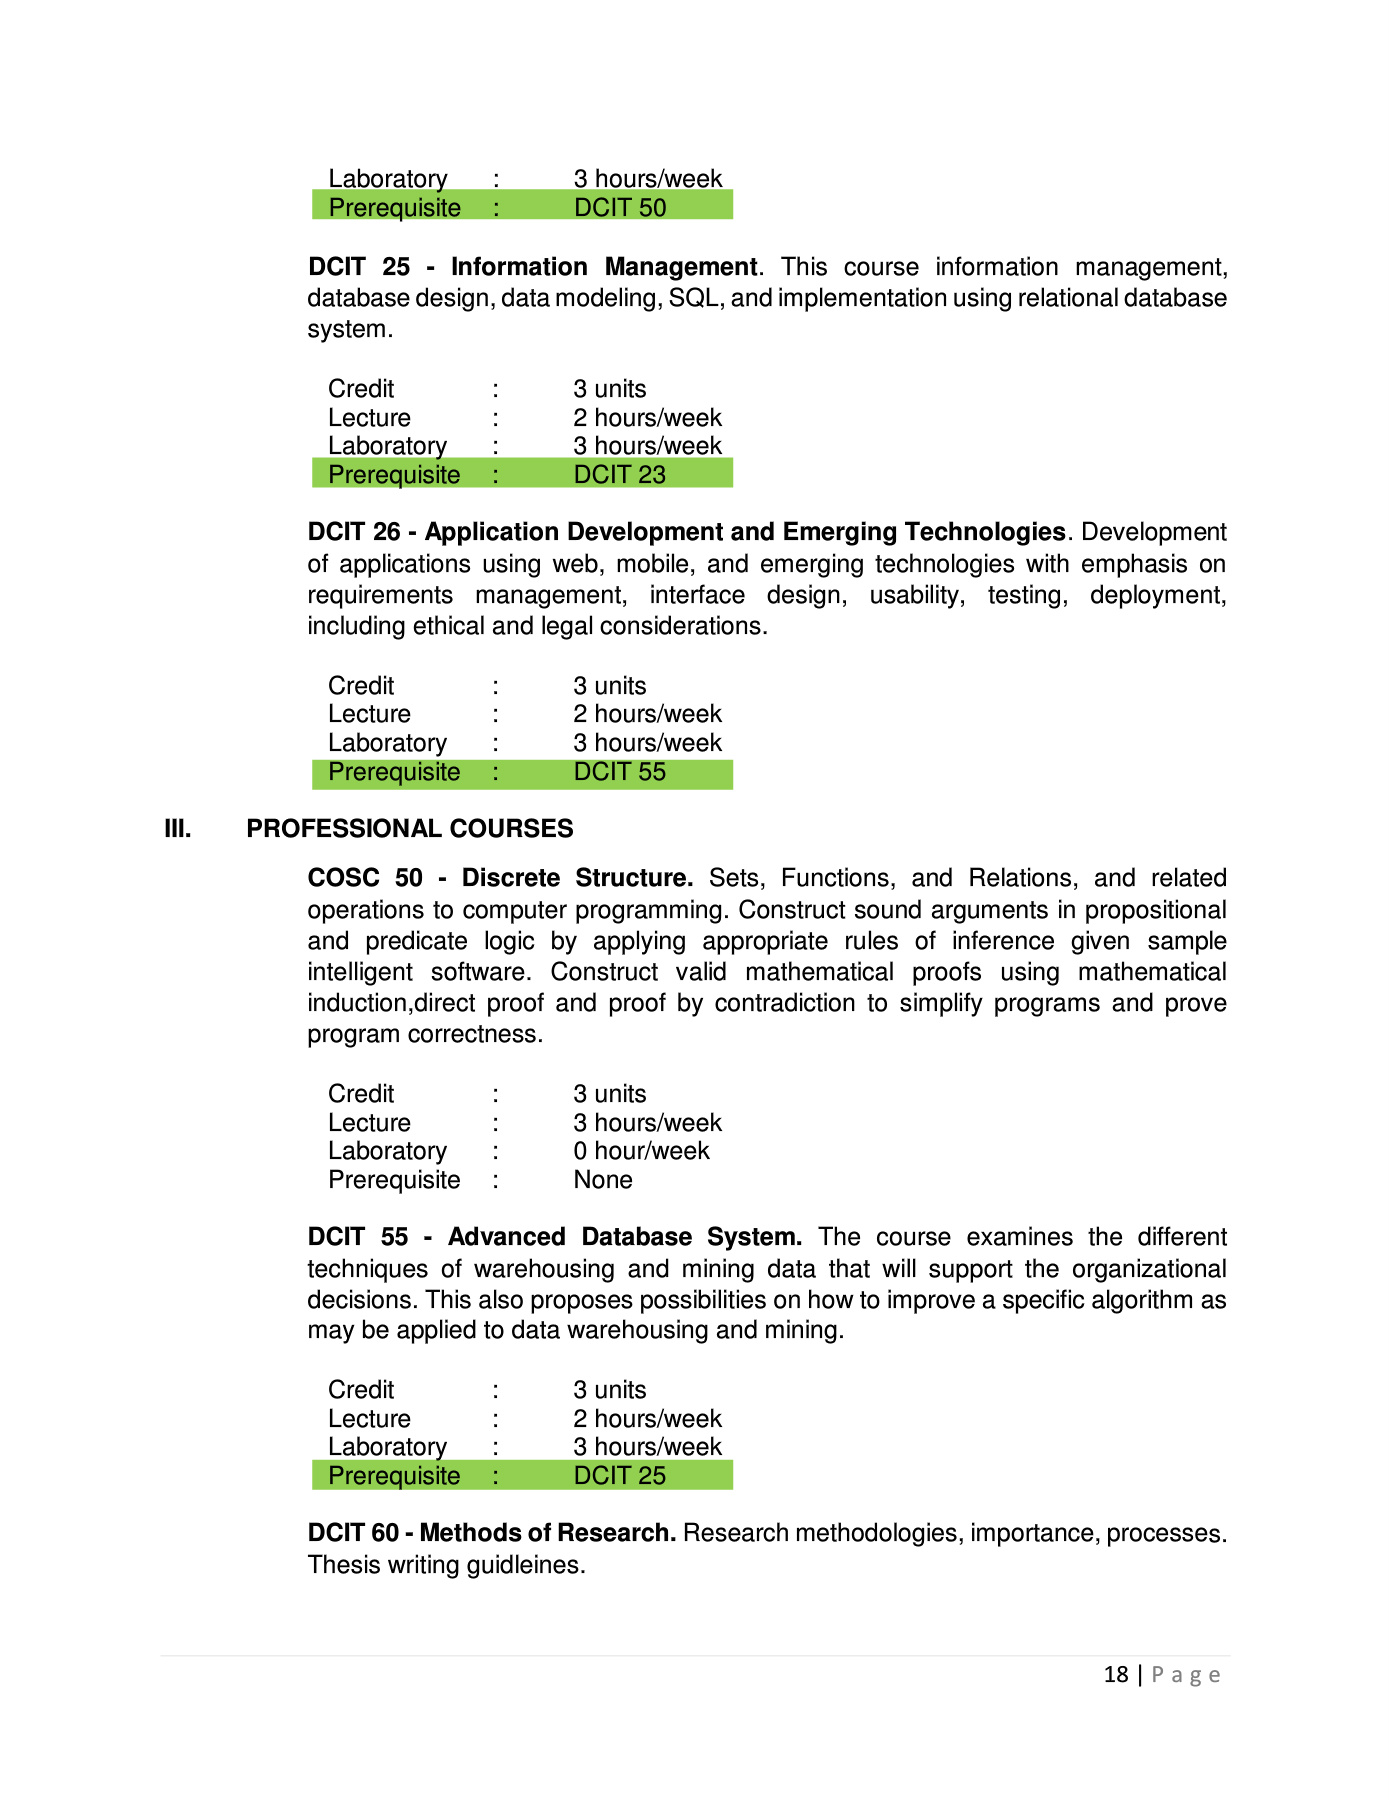 Laboratory : 3 hours/week
Prerequisite : DCIT 50
DCIT 25 - Information Management. This course information management,
database design, data modeling, SQL, and implementation using relational database
system.
Credit : 3 units
Lecture : 2 hours/week
Laboratory : 3 hours/week
Prerequisite : DCIT 23
DCIT 26 - Application Development and Emerging Technologies. Development
of applications using web, mobile, and emerging technologies with emphasis on
requirements management, interface design, usability, testing, deployment,
including ethical and legal considerations.
Credit : 3 units
Lecture : 2 hours/week
Laboratory : 3 hours/week
Prerequisite : DCIT 55
III. PROFESSIONAL COURSES
COSC 50 - Discrete Structure. Sets, Functions, and Relations, and related
operations to computer programming. Construct sound arguments in propositional
and predicate logic by applying appropriate rules of inference given sample
intelligent software. Construct valid mathematical proofs using mathematical
induction,direct proof and proof by contradiction to simplify programs and prove
program correctness.
Credit : 3 units
Lecture : 3 hours/week
Laboratory : 0 hour/week
Prerequisite : None
DCIT 55 - Advanced Database System. The course examines the different
techniques of warehousing and mining data that will support the organizational
decisions. This also proposes possibilities on how to improve a specific algorithm as
may be applied to data warehousing and mining.
Credit : 3 units
Lecture : 2 hours/week
Laboratory : 3 hours/week
Prerequisite : DCIT 25
DCIT 60 - Methods of Research. Research methodologies, importance, processes.
Thesis writing guidleines.
18 | Page